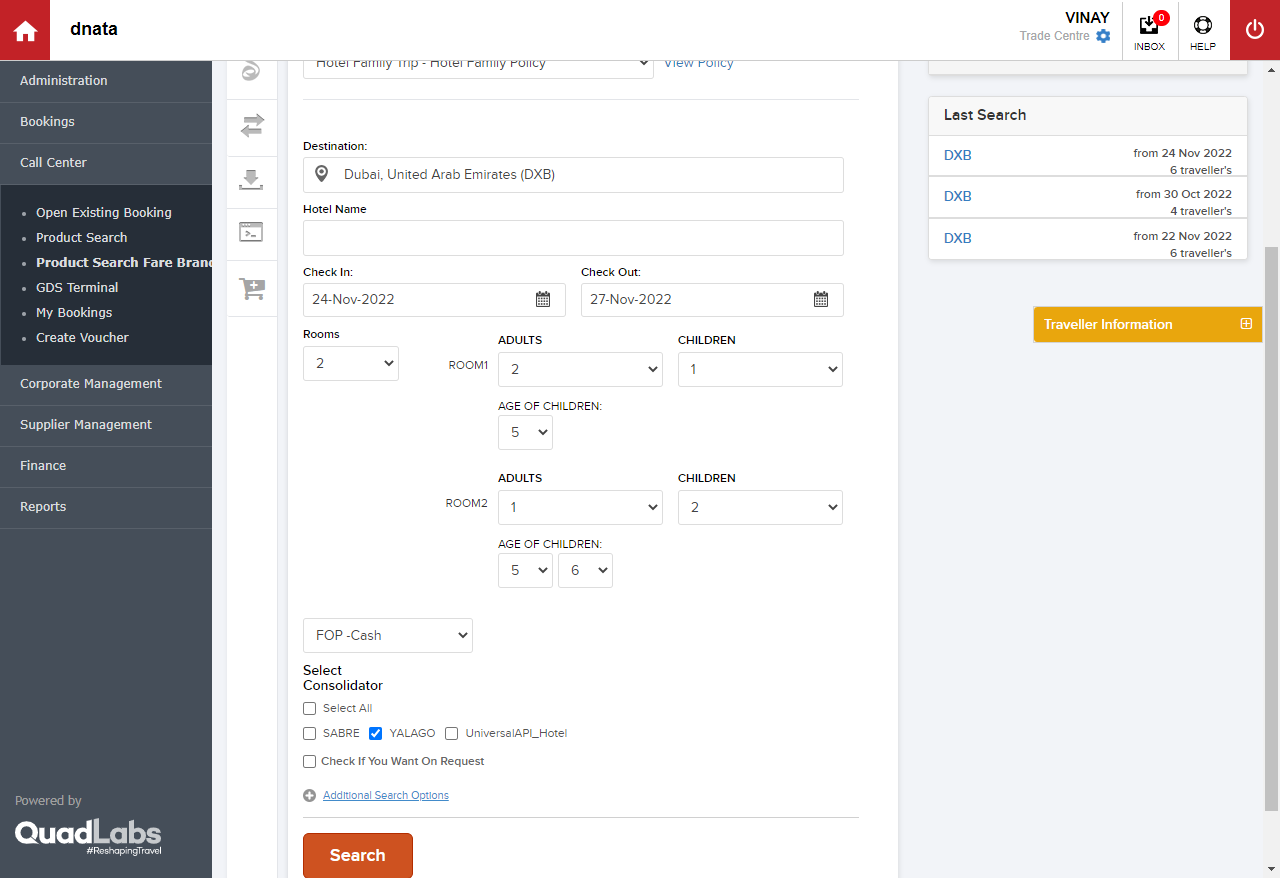 dnata
VINAY
Trade Centre
0
INBOX
HELP
Administration
Bookings
Call Center
Open Existing Booking
Product Search
Product Search Fare Brand
GDS Terminal
My Bookings
Create Voucher
Corporate Management
Supplier Management
Finance
Reports
Powered by
QuadLabs
#ReshapingTravel
Hotel Family Trip - Hotel Family Policy
View Policy
Destination:
Dubai, United Arab Emirates (DXB)
Hotel Name
Check In:
Check Out:
24-Nov-2022
27-Nov-2022
Rooms
2
ADULTS
CHILDREN
ROOM1
2
1
AGE OF CHILDREN:
5
ADULTS
CHILDREN
ROOM2
1
2
AGE OF CHILDREN:
5
6
FOP -Cash
Select
Consolidator
Select All
SABRE
YALAGO
UniversalAPI_Hotel
Check If You Want On Request
Additional Search Options
Search
Last Search
DXB
from 24 Nov 2022
6 traveller's
DXB
from 30 Oct 2022
4 traveller's
DXB
from 22 Nov 2022
6 traveller's
Traveller Information